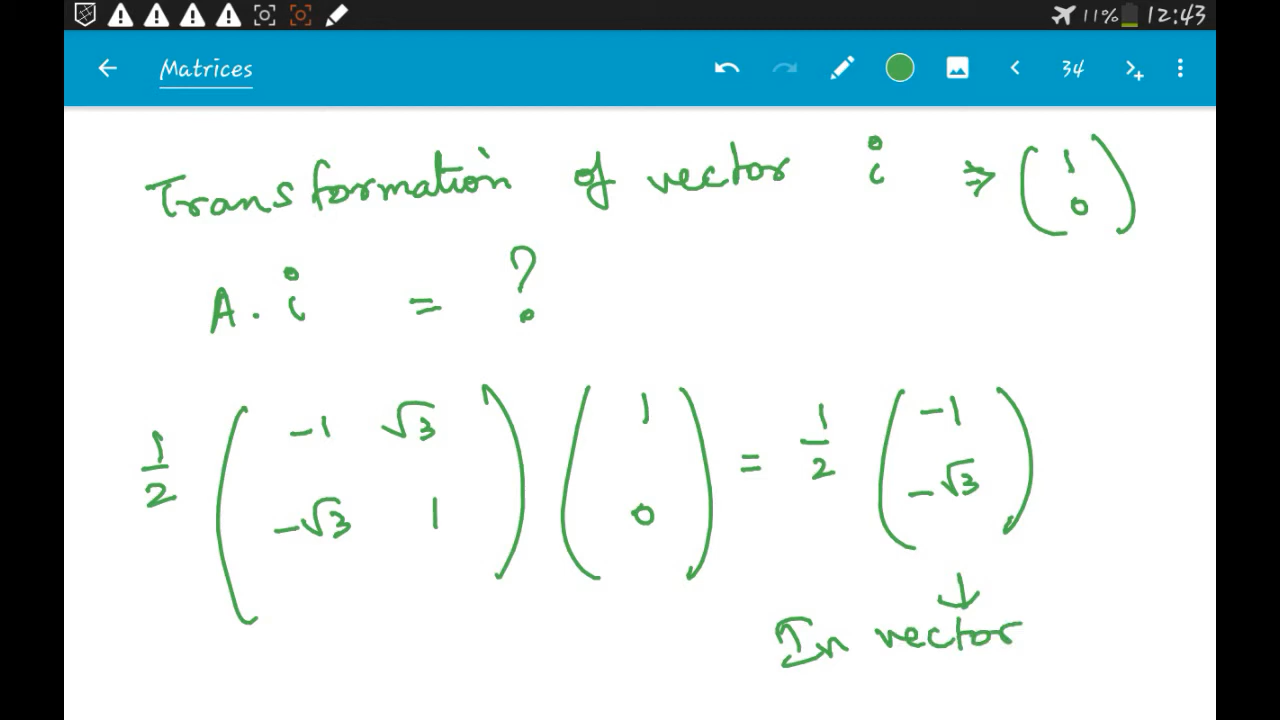 11% 12:43
Matrices 34
Transformation of vector i ⇒ (1 0)
A. i = ?
1/2 (-1 √3 -√3 1) (1 0) = 1/2 (-1 -√3)
In vector